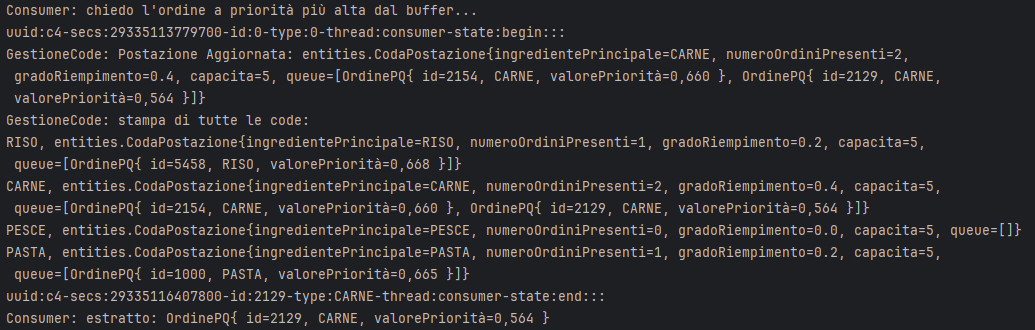 Consumer: chiedo l'ordine a priorità più alta dal buffer...
uuid:c4-secs:29335113779700-id:0-type:0-thread:consumer-state:begin:::
GestioneCode: Postazione Aggiornata: entities.CodaPostazione{ingredientePrincipale=CARNE, numeroOrdiniPresenti=2,
gradoRiempimento=0.4, capacita=5, queue=[OrdinePQ{ id=2154, CARNE, valorePriorità=0,660 }, OrdinePQ{ id=2129, CARNE,
valorePriorità=0,564 }]}
GestioneCode: stampa di tutte le code:
RISO, entities.CodaPostazione{ingredientePrincipale=RISO, numeroOrdiniPresenti=1, gradoRiempimento=0.2, capacita=5,
queue=[OrdinePQ{ id=5458, RISO, valorePriorità=0,668 }]}
CARNE, entities.CodaPostazione{ingredientePrincipale=CARNE, numeroOrdiniPresenti=2, gradoRiempimento=0.4, capacita=5,
queue=[OrdinePQ{ id=2154, CARNE, valorePriorità=0,660 }, OrdinePQ{ id=2129, CARNE, valorePriorità=0,564 }]}
PESCE, entities.CodaPostazione{ingredientePrincipale=PESCE, numeroOrdiniPresenti=0, gradoRiempimento=0.0, capacita=5, queue=[]}
PASTA, entities.CodaPostazione{ingredientePrincipale=PASTA, numeroOrdiniPresenti=1, gradoRiempimento=0.2, capacita=5,
queue=[OrdinePQ{ id=1000, PASTA, valorePriorità=0,665 }]}
uuid:c4-secs:29335116407800-id:2129-type:CARNE-thread:consumer-state:end:::
Consumer: estratto: OrdinePQ{ id=2129, CARNE, valorePriorità=0,564 }